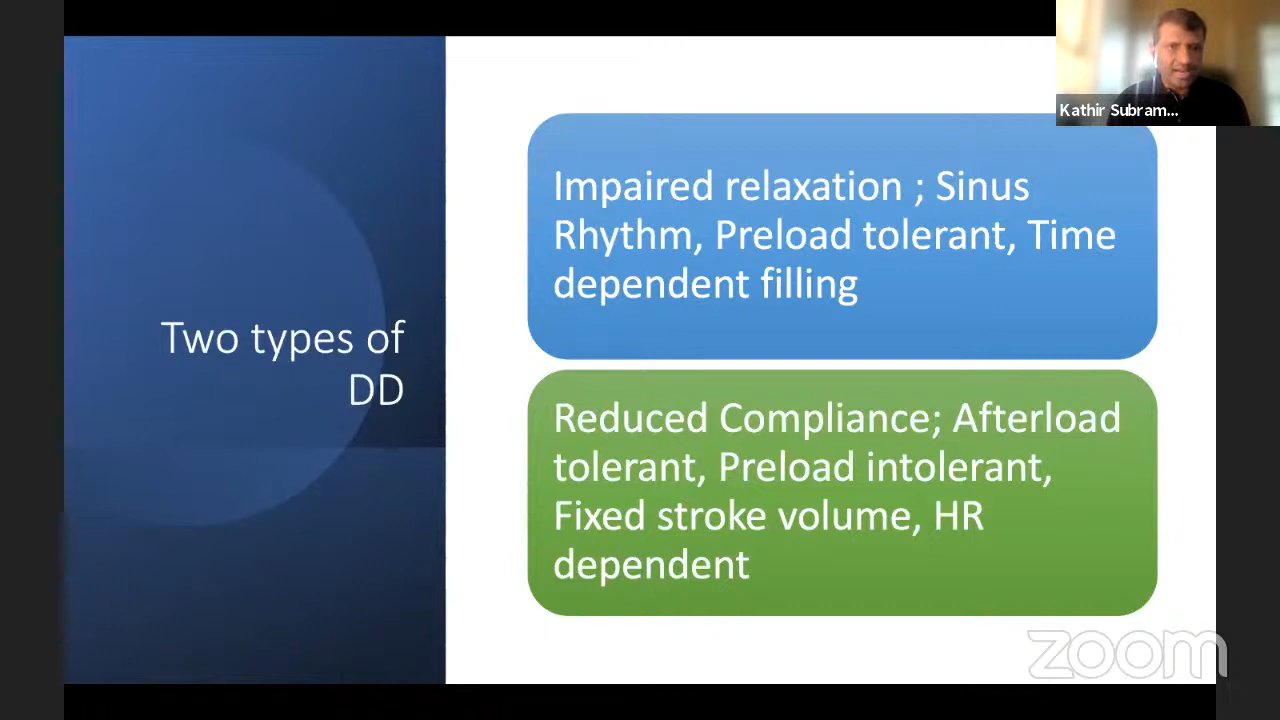 Kathir Subram...
Two types of
DD
Impaired relaxation ; Sinus
Rhythm, Preload tolerant, Time
dependent filling
Reduced Compliance; Afterload
tolerant, Preload intolerant,
Fixed stroke volume, HR
dependent
zoom